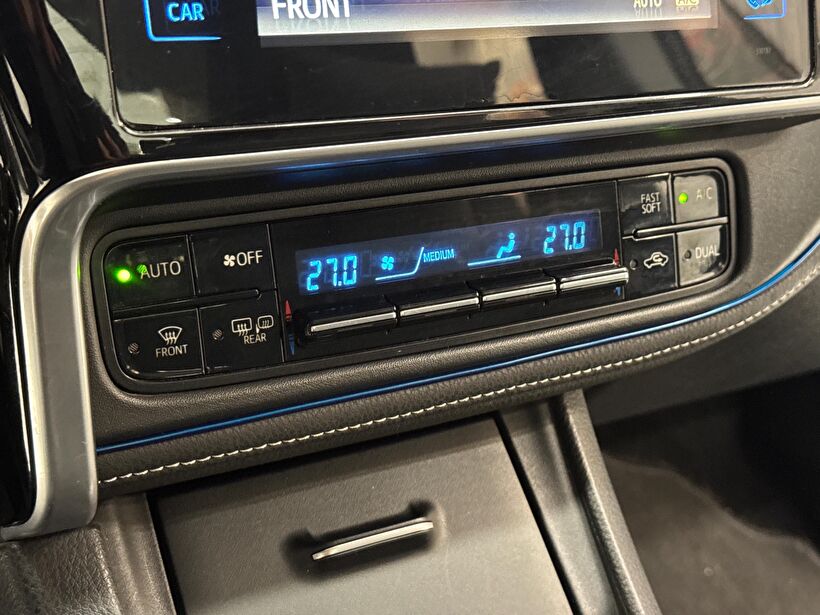 CAR
FRONT
AUTO A/C
AUTO
OFF
27.0 MEDIUM 27.0
FAST
SOFT
A/C
FRONT
REAR
DUAL